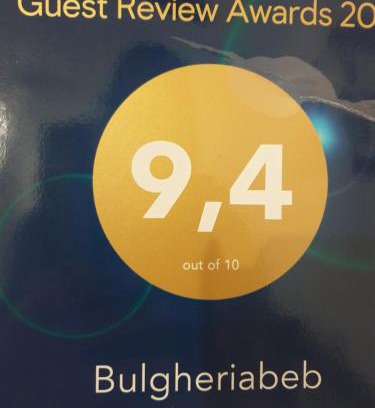 Guest Review Awards 20
9,4
out of 10
Bulgheriabeb